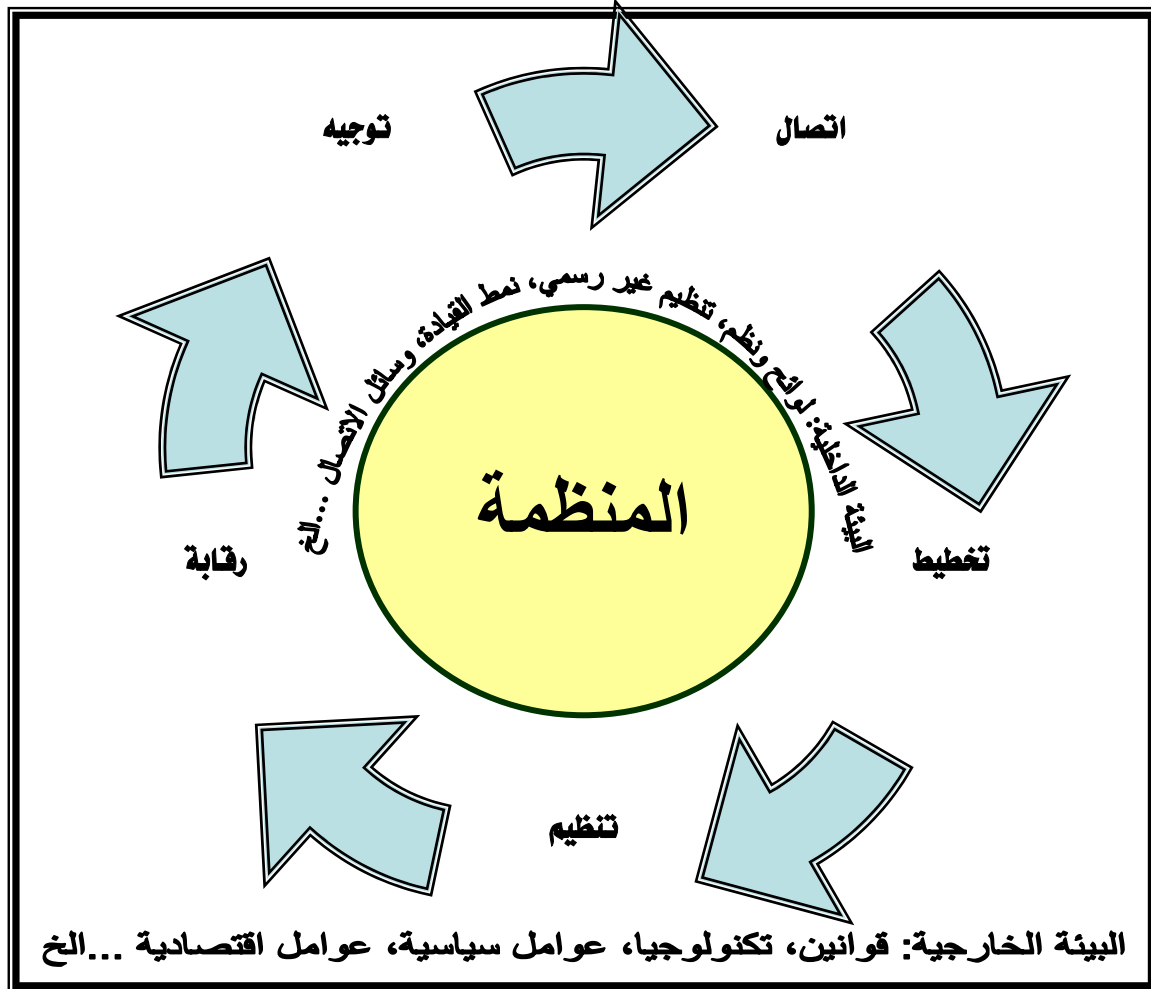 اتصال
توجيه
البيئة الداخلية: لوائح ونظم، تنظيم غير رسمي، نمط القيادة، وسائل الاتصال ...الخ
المنظمة
تخطيط
رقابة
تنظيم
البيئة الخارجية: قوانين، تكنولوجيا، عوامل سياسية، عوامل اقتصادية ...الخ